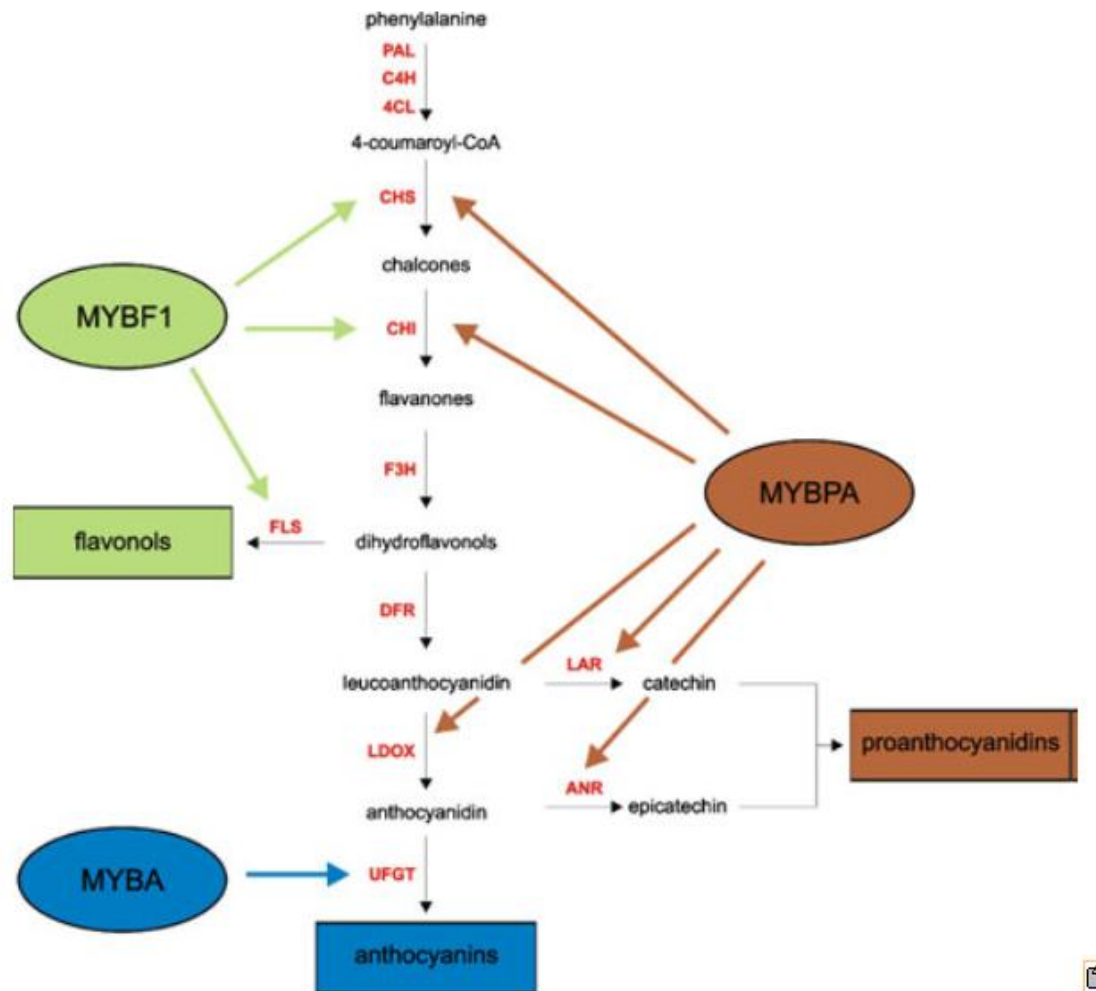 phenylalanine
PAL
C4H
4CL
4-coumaroyl-CoA
CHS
chalcones
MYBF1
CHI
flavanones
F3H
MYBPA
flavonols
FLS
dihydroflavonols
DFR
leucoanthocyanidin
LAR
catechin
LDOX
proanthocyanidins
ANR
anthocyanidin
epicatechin
MYBA
UFGT
anthocyanins